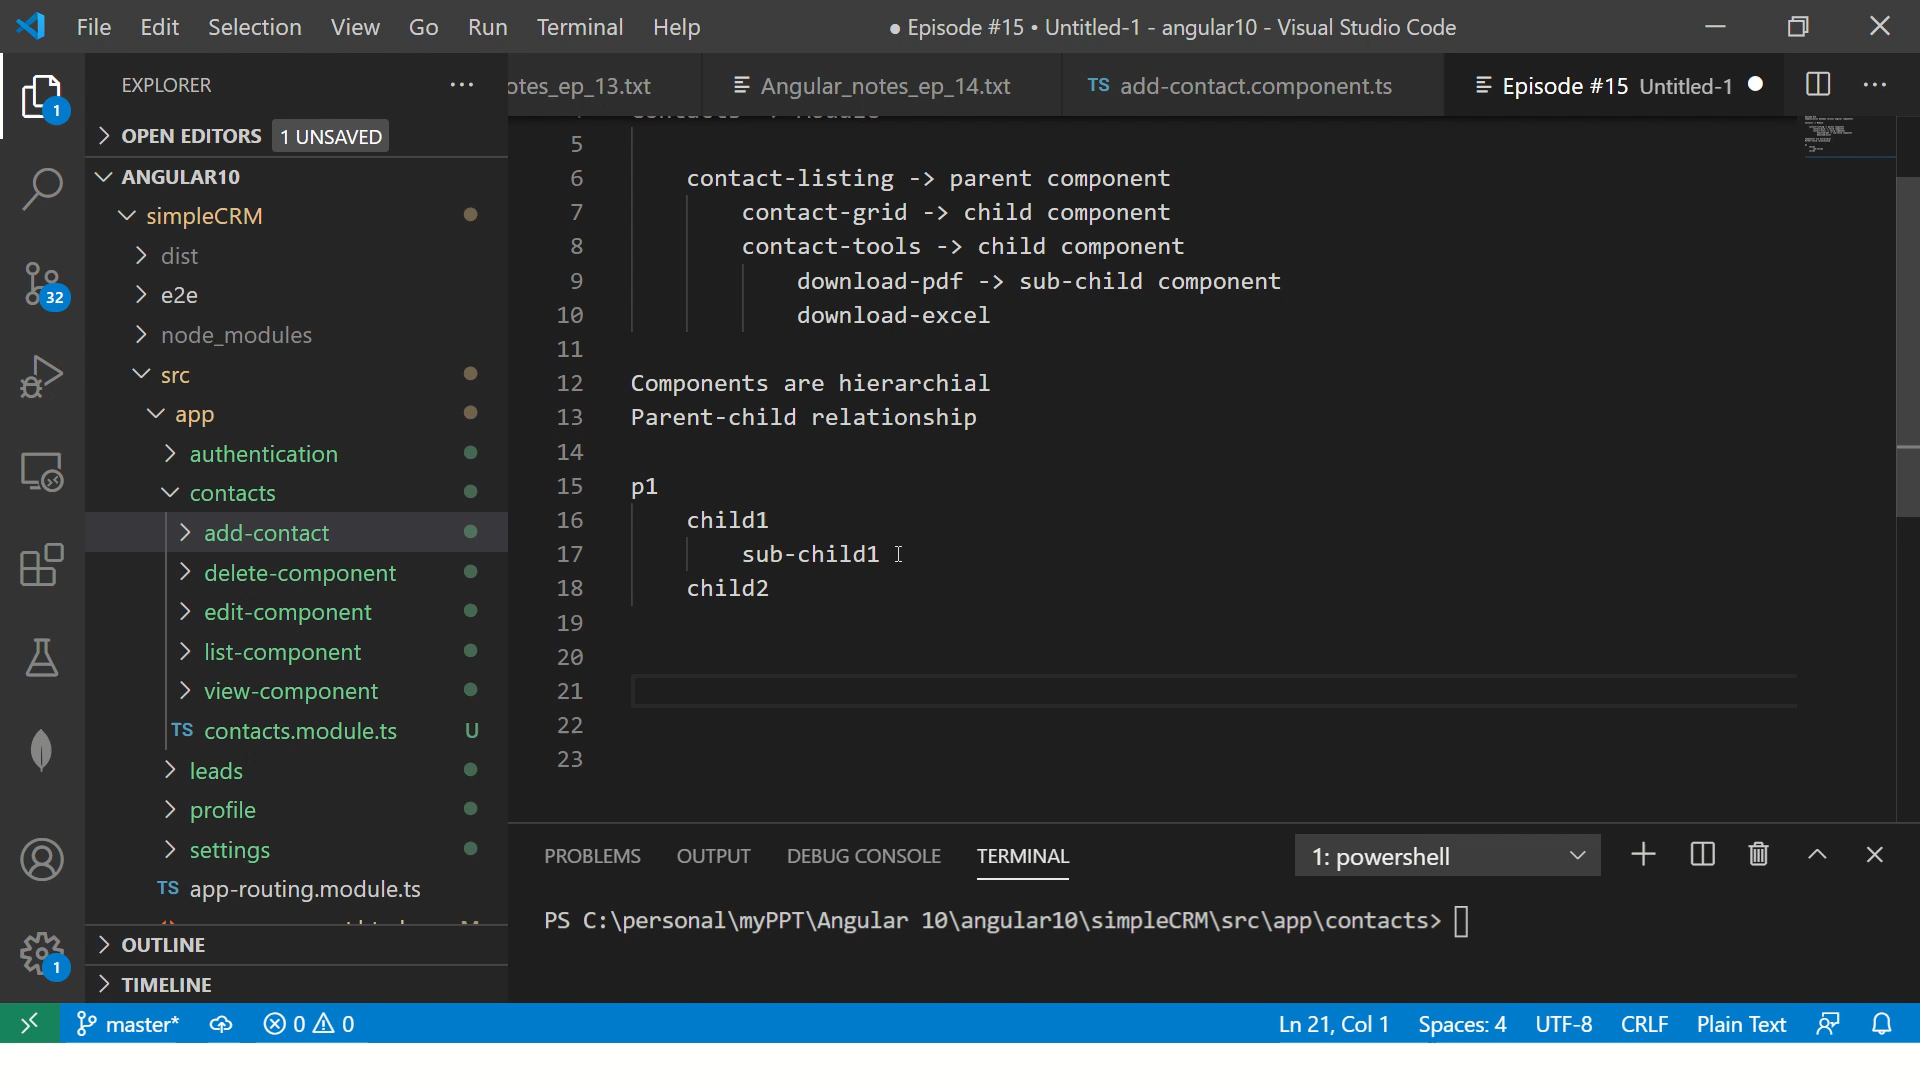 File Edit Selection View Go Run Terminal Help ● Episode #15 • Untitled-1 - angular10 - Visual Studio Code
EXPLORER
otes_ep_13.txt Angular_notes_ep_14.txt TS add-contact.component.ts Episode #15 Untitled-1
1
OPEN EDITORS 1 UNSAVED
ANGULAR10
simpleCRM
dist
32
e2e
node_modules
src
app
authentication
contacts
add-contact
delete-component
edit-component
list-component
view-component
TS contacts.module.ts U
leads
profile
settings
TS app-routing.module.ts
OUTLINE
1
TIMELINE
5
6 contact-listing -> parent component
7 contact-grid -> child component
8 contact-tools -> child component
9 download-pdf -> sub-child component
10 download-excel
11
12 Components are hierarchial
13 Parent-child relationship
14
15 p1
16 child1
17 sub-child1
18 child2
19
20
21
22
23
PROBLEMS OUTPUT DEBUG CONSOLE TERMINAL 1: powershell
PS C:\personal\myPPT\Angular 10\angular10\simpleCRM\src\app\contacts>
master* 0 0 Ln 21, Col 1 Spaces: 4 UTF-8 CRLF Plain Text